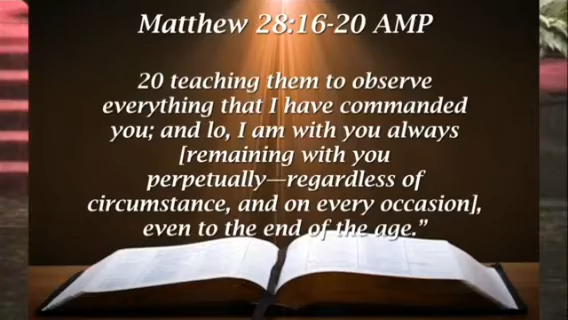 Matthew 28:16-20 AMP
20 teaching them to observe
everything that I have commanded
you; and lo, I am with you always
[remaining with you
perpetually—regardless of
circumstance, and on every occasion],
even to the end of the age.”